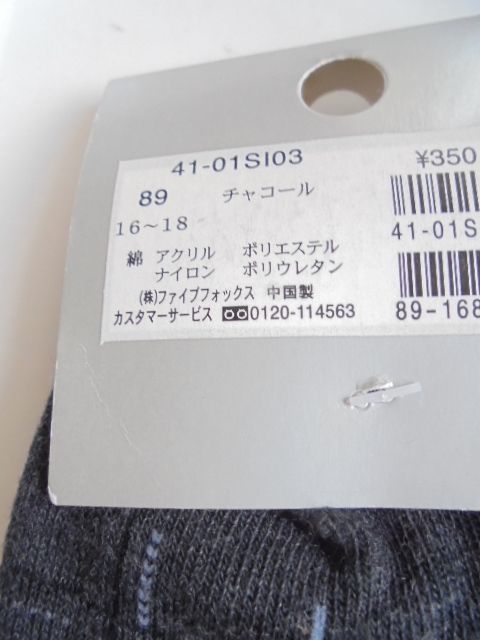 41-01SI03 ¥350
89 チャコール
16～18
41-01S
綿 アクリル ポリエステル
ナイロン ポリウレタン
(株)ファイブフォックス 中国製
カスタマーサービス 0120-114563 89-168